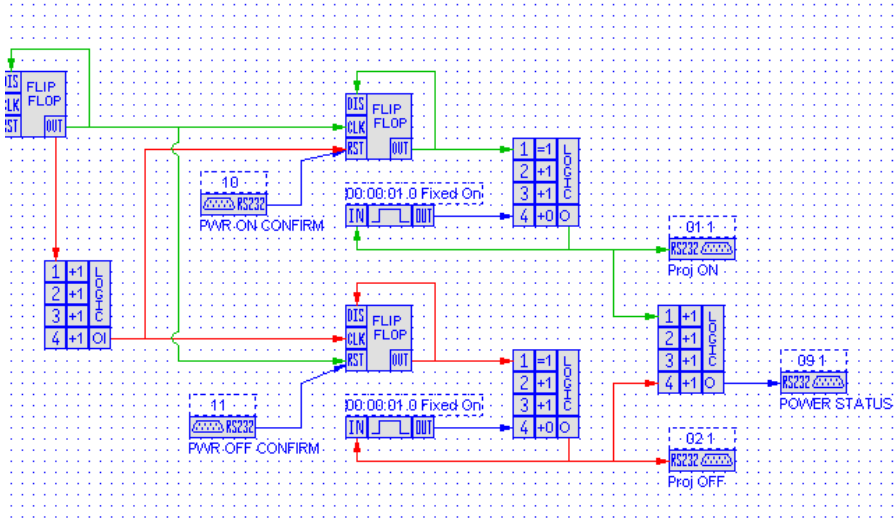 DIS
FLIP
FLOP
CLK
RST
OUT
DIS
FLIP
FLOP
CLK
RST
OUT
1 =1
2 +1
3 +1
4 +0 O
LOGIC
10
RS232
PWR ON CONFIRM
00:00:01.0 Fixed On
IN OUT
01 1
RS232
Proj ON
1 +1
2 +1
3 +1
4 +1 OI
LOGIC
DIS
FLIP
FLOP
CLK
RST
OUT
1 +1
2 +1
3 +1
4 +1 O
LOGIC
1 =1
2 +1
3 +1
4 +0 O
LOGIC
09 1
RS232
POWER STATUS
11
RS232
PWR OFF CONFIRM
00:00:01.0 Fixed On
IN OUT
02 1
RS232
Proj OFF